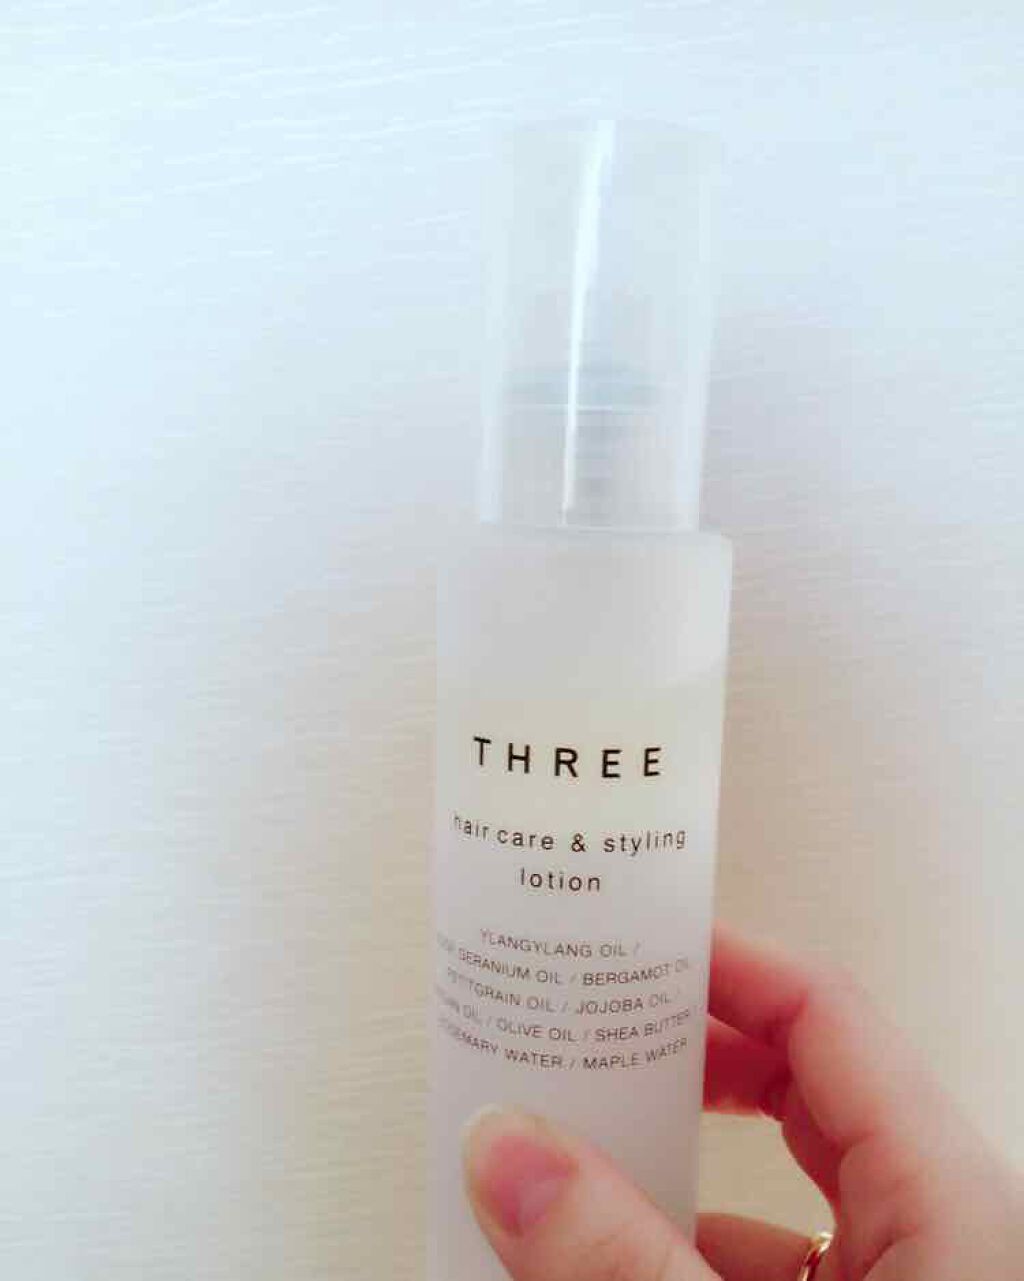 THREE
hair care & styling
lotion
YLANGYLANG OIL /
GERANIUM OIL / BERGAMOT OIL
PETITGRAIN OIL / JOJOBA OIL /
OIL / OLIVE OIL / SHEA BUTTER /
ROSEMARY WATER / MAPLE WATER